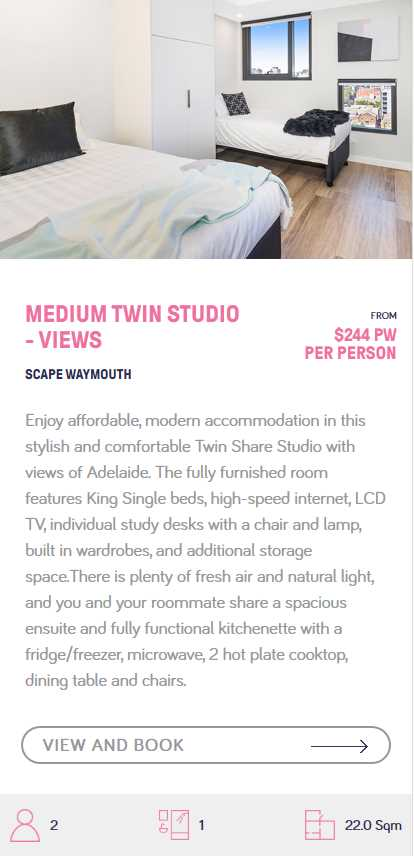 MEDIUM TWIN STUDIO
- VIEWS
FROM
$244 PW
PER PERSON
SCAPE WAYMOUTH
Enjoy affordable, modern accommodation in this
stylish and comfortable Twin Share Studio with
views of Adelaide. The fully furnished room
features King Single beds, high-speed internet, LCD
TV, individual study desks with a chair and lamp,
built in wardrobes, and additional storage
space.There is plenty of fresh air and natural light,
and you and your roommate share a spacious
ensuite and fully functional kitchenette with a
fridge/freezer, microwave, 2 hot plate cooktop,
dining table and chairs.
VIEW AND BOOK
2 1 22.0 Sqm